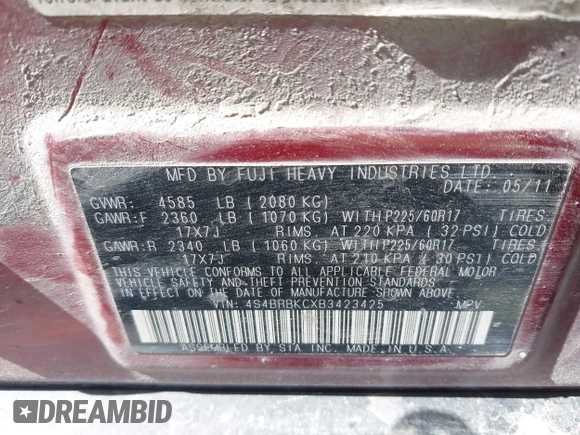 MFD BY FUJI HEAVY INDUSTRIES LTD.
DATE: 05/11
GVWR: 4585 LB (2080 KG)
GAWR:F 2360 LB (1070 KG) WITH P225/60R17 TIRES.
17X7J RIMS. AT 220 KPA ( 32 PSI) COLD
GAWR:R 2340 LB (1060 KG) WITH P225/60R17 TIRES.
17X7J RIMS. AT 210 KPA ( 30 PSI) COLD
THIS VEHICLE CONFORMS TO ALL APPLICABLE FEDERAL MOTOR
VEHICLE SAFETY AND THEFT PREVENTION STANDARDS
IN EFFECT ON THE DATE OF MANUFACTURE SHOWN ABOVE.
VIN: 4S4BRBKCXB3423425 MPV
ASSEMBLED BY SIA INC. MADE IN U.S.A.
DREAMBID